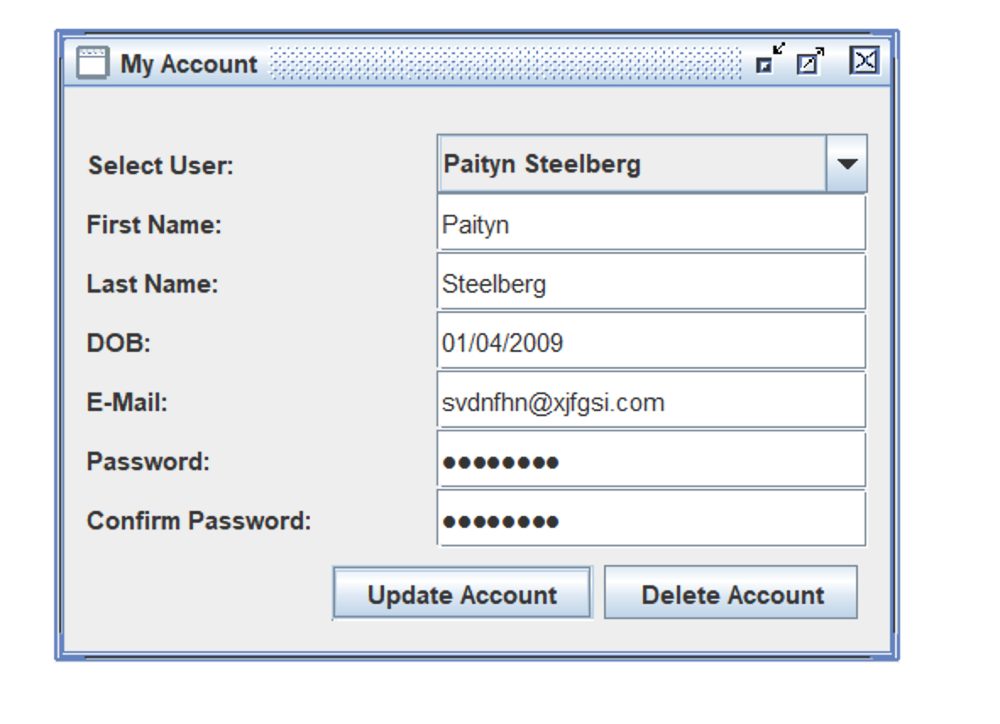 My Account
Select User: Paityn Steelberg
First Name: Paityn
Last Name: Steelberg
DOB: 01/04/2009
E-Mail: svdnfhn@xjfgsi.com
Password: ●●●●●●●●
Confirm Password: ●●●●●●●●
Update Account Delete Account